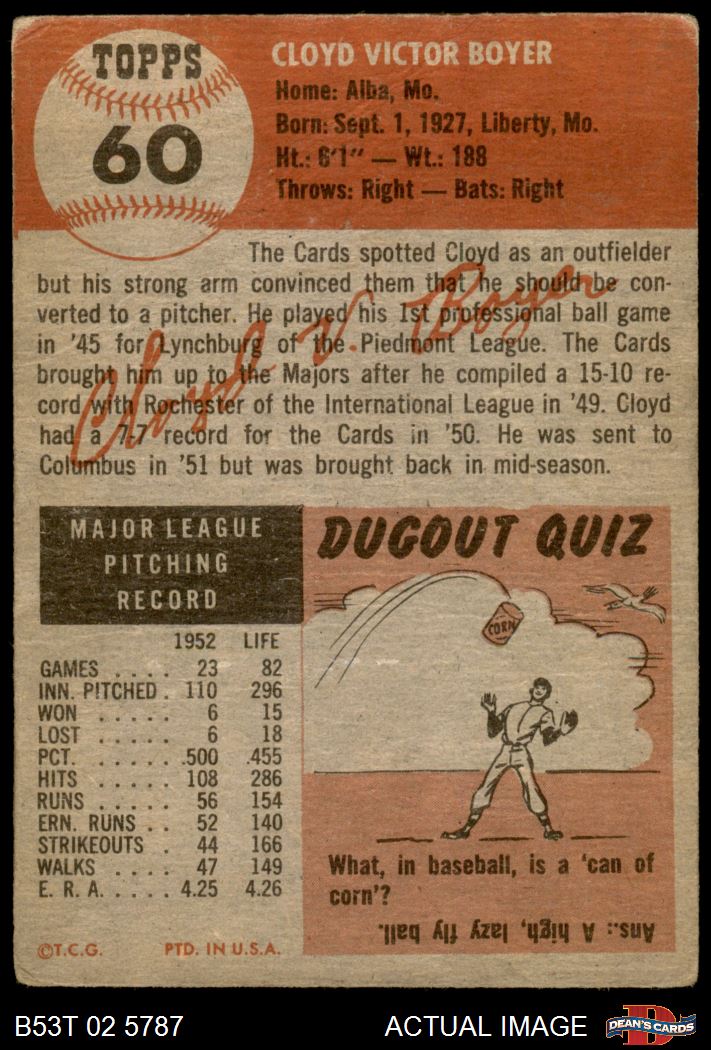 TOPPS
60
CLOYD VICTOR BOYER
Home: Alba, Mo.
Born: Sept. 1, 1927, Liberty, Mo.
Ht.: 6'1" — Wt.: 188
Throws: Right — Bats: Right
The Cards spotted Cloyd as an outfielder
but his strong arm convinced them that he should be con-
verted to a pitcher. He played his 1st professional ball game
in '45 for Lynchburg of the Piedmont League. The Cards
brought him up to the Majors after he compiled a 15-10 re-
cord with Rochester of the International League in '49. Cloyd
had a 7-7 record for the Cards in '50. He was sent to
Columbus in '51 but was brought back in mid-season.
Cloyd V. Boyer
MAJOR LEAGUE
PITCHING
RECORD
1952 LIFE
GAMES . . . . 23 82
INN. PITCHED . 110 296
WON . . . . . 6 15
LOST . . . . . 6 18
PCT. . . . . . .500 .455
HITS . . . . . 108 286
RUNS . . . . . 56 154
ERN. RUNS . . 52 140
STRIKEOUTS . 44 166
WALKS . . . . 47 149
E. R. A. . . . . 4.25 4.26
©T.C.G. PTD. IN U.S.A.
DUGOUT QUIZ
CORN
What, in baseball, is a 'can of
corn'?
Ans.: A high, lazy fly ball.
B53T 02 5787
ACTUAL IMAGE
D
DEAN'S CARDS